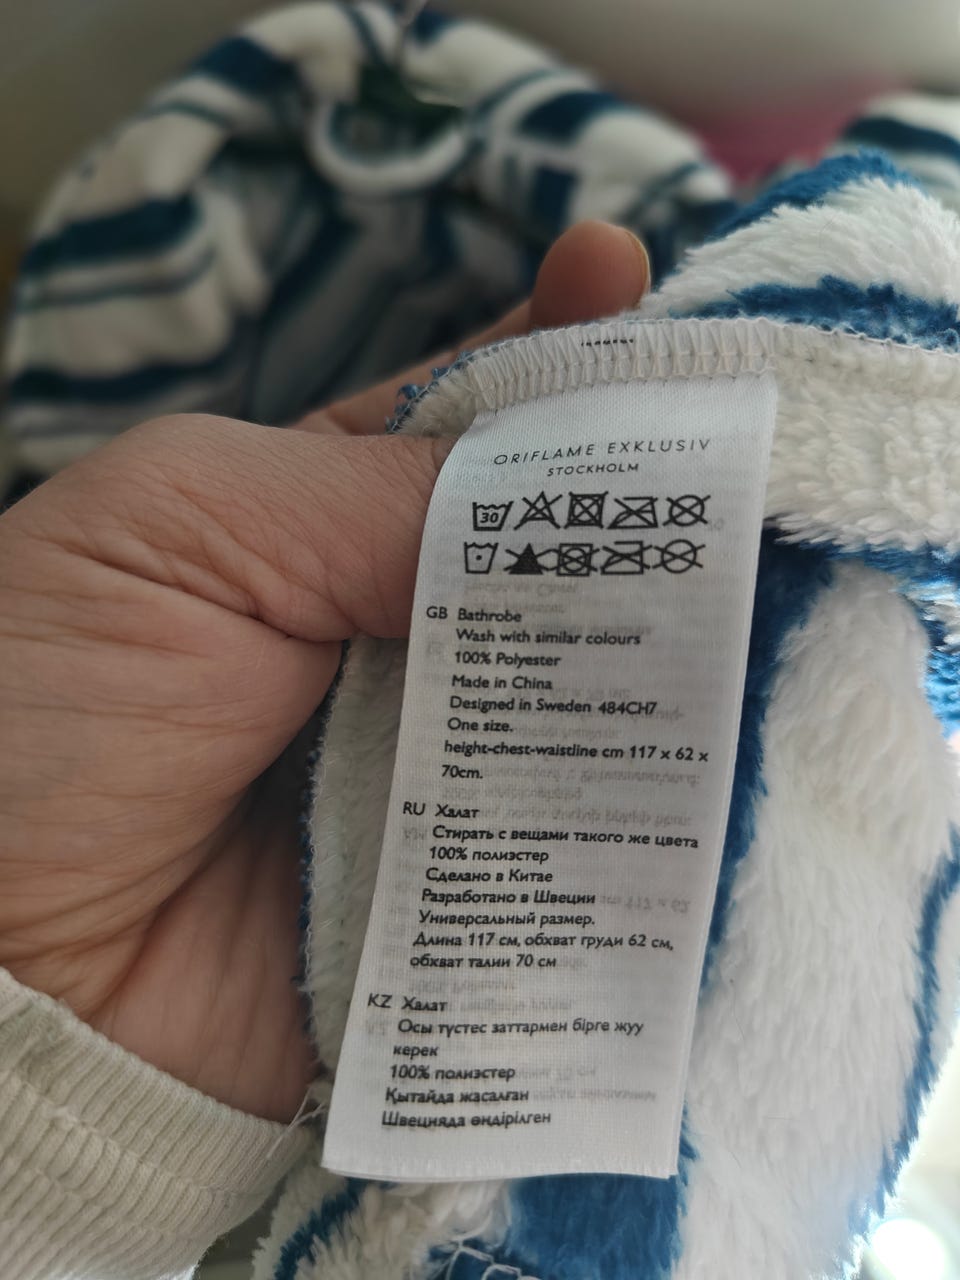 ORIFLAME EXKLUSIV
STOCKHOLM
30
GB Bathrobe
Wash with similar colours
100% Polyester
Made in China
Designed in Sweden 484CH7
One size.
height-chest-waistline cm 117 x 62 x
70cm.
RU Халат
Стирать с вещами такого же цвета
100% полиэстер
Сделано в Китае
Разработано в Швеции
Универсальный размер.
Длина 117 см, обхват груди 62 см,
обхват талии 70 см
KZ Халат
Осы түстес заттармен бірге жуу
керек
100% полиэстер
Қытайда жасалған
Швецияда өндірілген